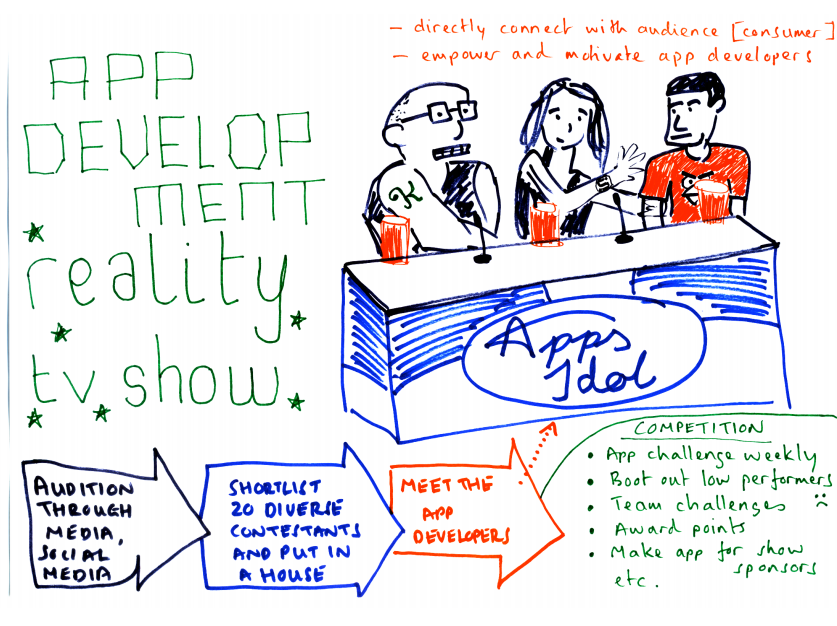 - directly connect with audience [consumer]
- empower and motivate app developers
APP
DEVELOP
MENT
reality
tv show
K
Apps
Idol
AUDITION
THROUGH
MEDIA,
SOCIAL
MEDIA
SHORTLIST
20 DIVERSE
CONTESTANTS
AND PUT IN
A HOUSE
MEET THE
APP
DEVELOPERS
COMPETITION
• App challenge weekly
• Boot out low performers
• Team challenges
• Award points
• Make app for show
sponsors
etc.